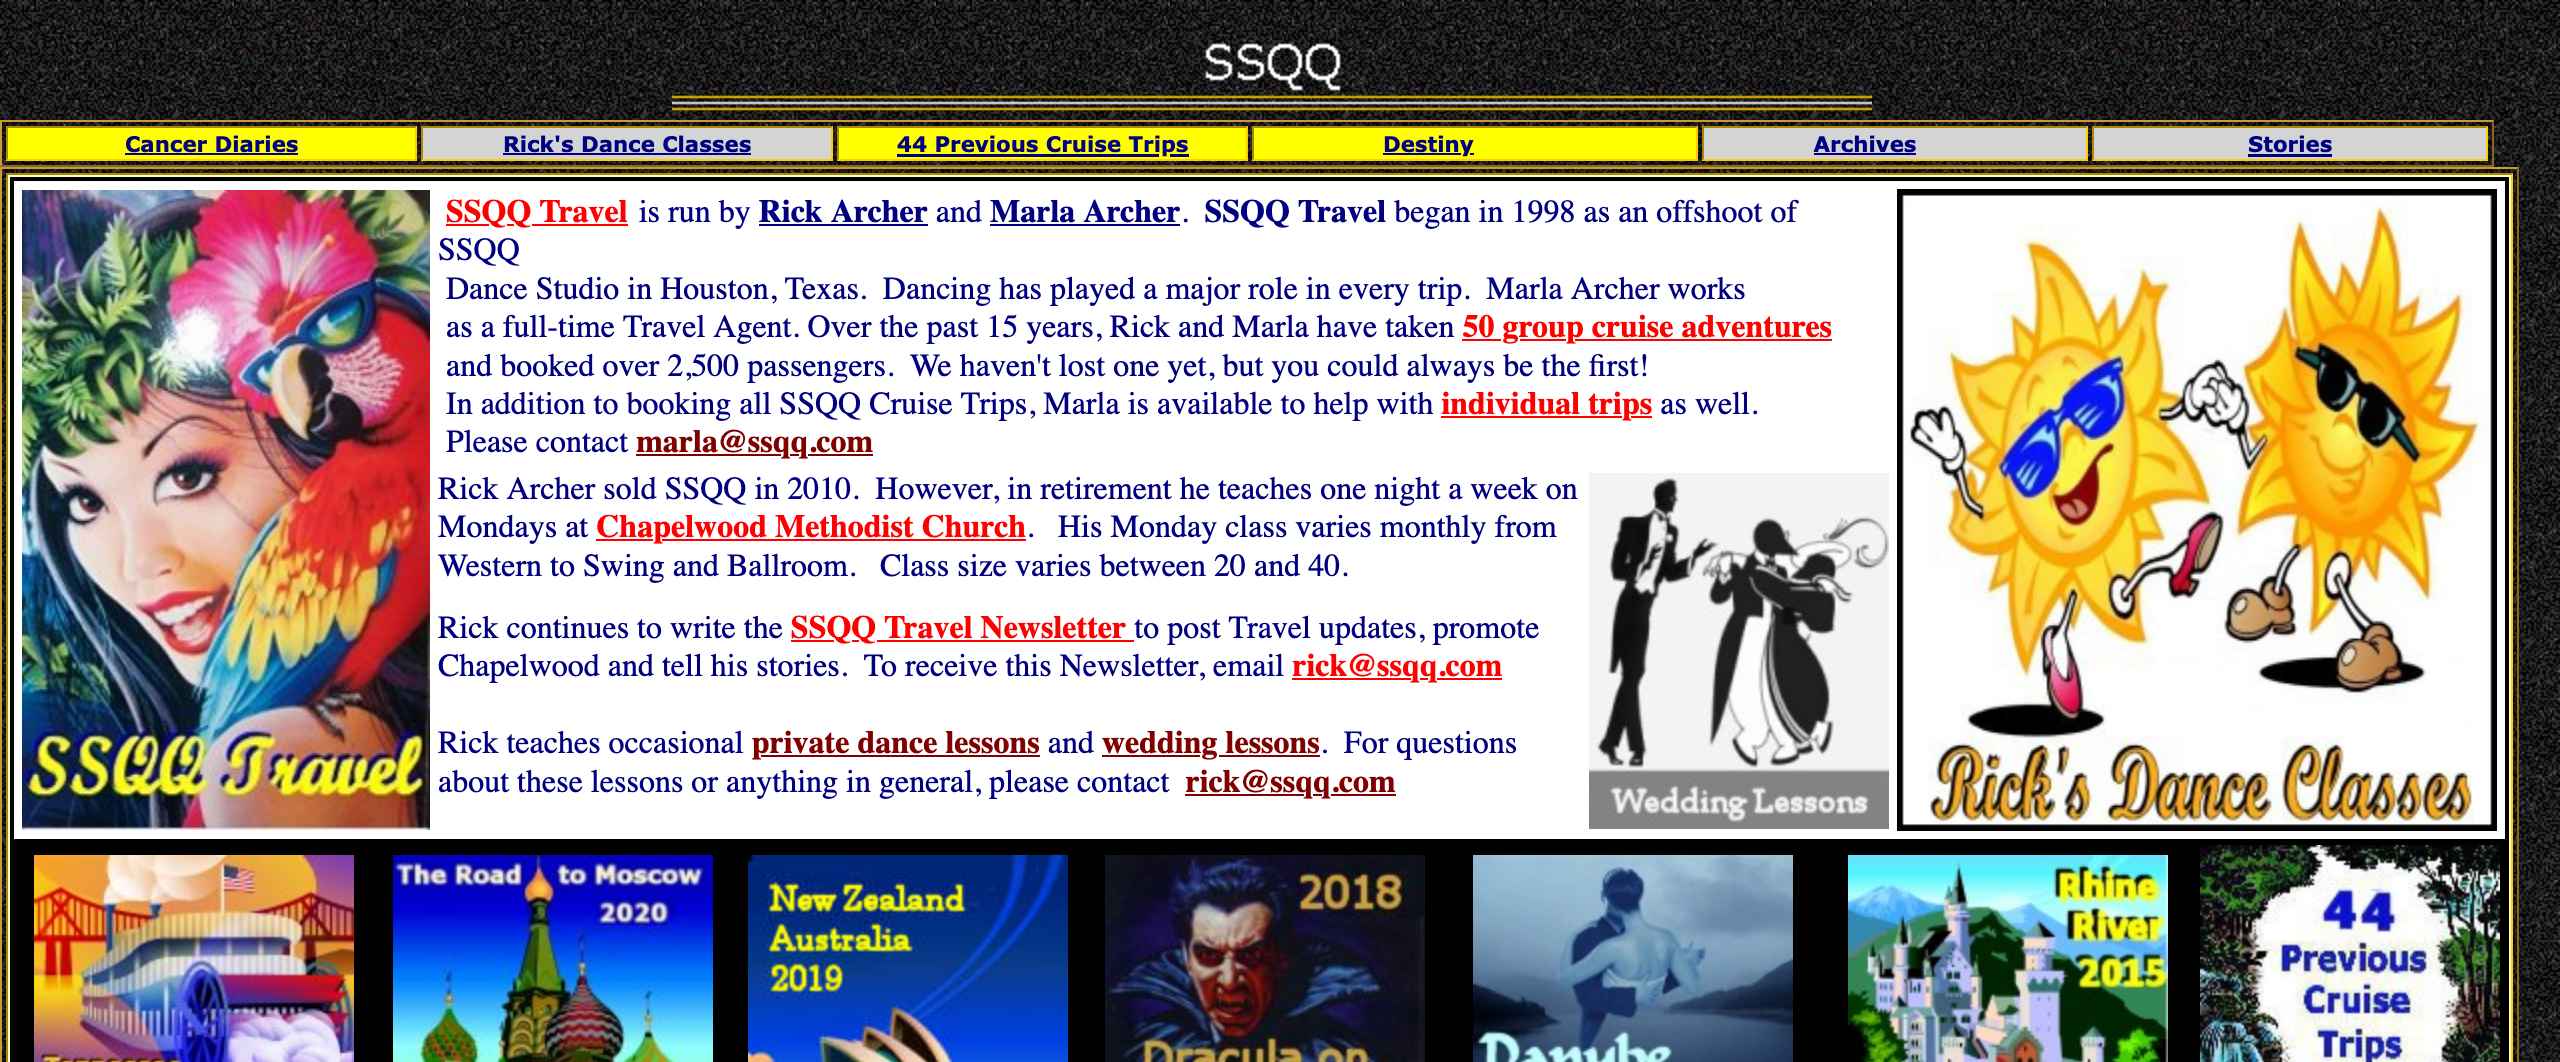 SSQQ
Cancer Diaries
Rick's Dance Classes
44 Previous Cruise Trips
Destiny
Archives
Stories
SSQQ Travel is run by Rick Archer and Marla Archer. SSQQ Travel began in 1998 as an offshoot of
SSQQ
Dance Studio in Houston, Texas. Dancing has played a major role in every trip. Marla Archer works
as a full-time Travel Agent. Over the past 15 years, Rick and Marla have taken 50 group cruise adventures
and booked over 2,500 passengers. We haven't lost one yet, but you could always be the first!
In addition to booking all SSQQ Cruise Trips, Marla is available to help with individual trips as well.
Please contact marla@ssqq.com
Rick Archer sold SSQQ in 2010. However, in retirement he teaches one night a week on
Mondays at Chapelwood Methodist Church. His Monday class varies monthly from
Western to Swing and Ballroom. Class size varies between 20 and 40.
Rick continues to write the SSQQ Travel Newsletter to post Travel updates, promote
Chapelwood and tell his stories. To receive this Newsletter, email rick@ssqq.com
Rick teaches occasional private dance lessons and wedding lessons. For questions
about these lessons or anything in general, please contact rick@ssqq.com
SSQQ Travel
Wedding Lessons
Rick's Dance Classes
The Road to Moscow
2020
New Zealand
Australia
2019
2018
Dracula on
Danube
Rhine
River
2015
44
Previous
Cruise
Trips